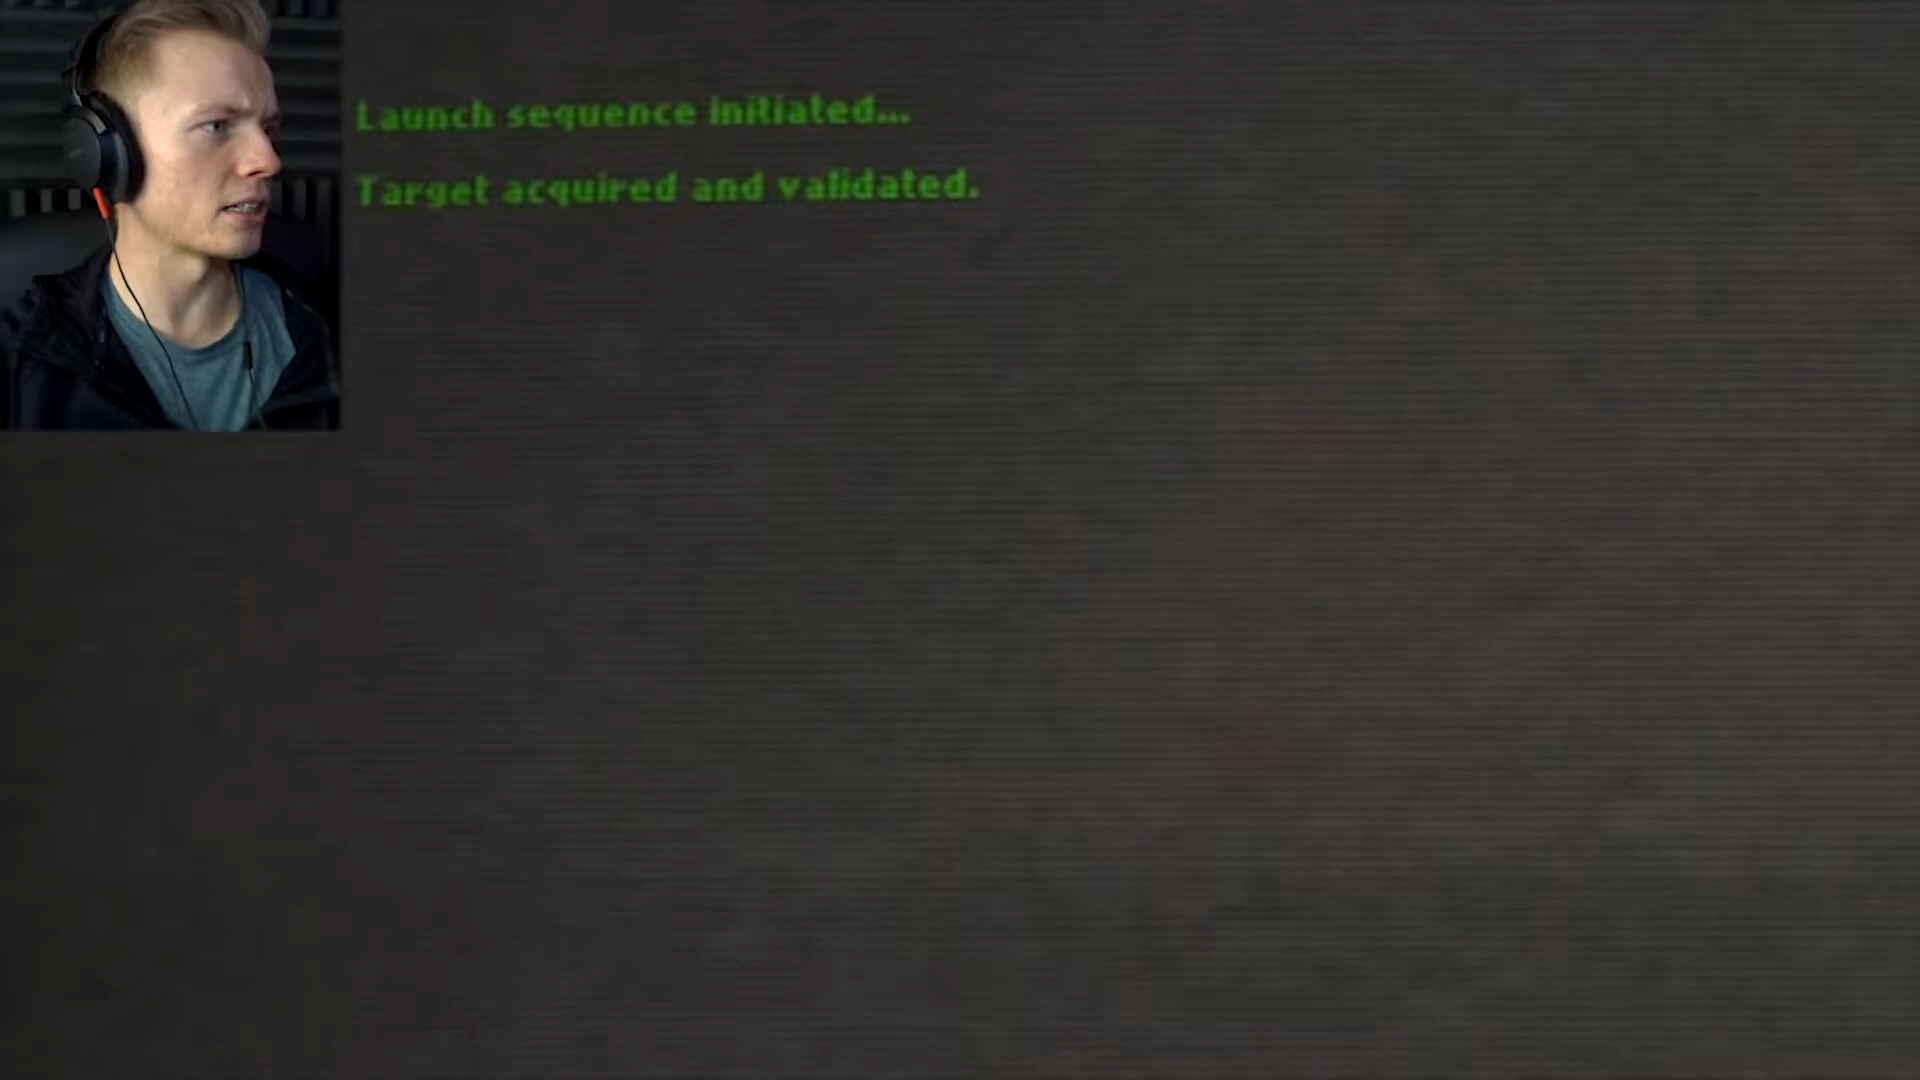 Launch sequence initiated...
Target acquired and validated.